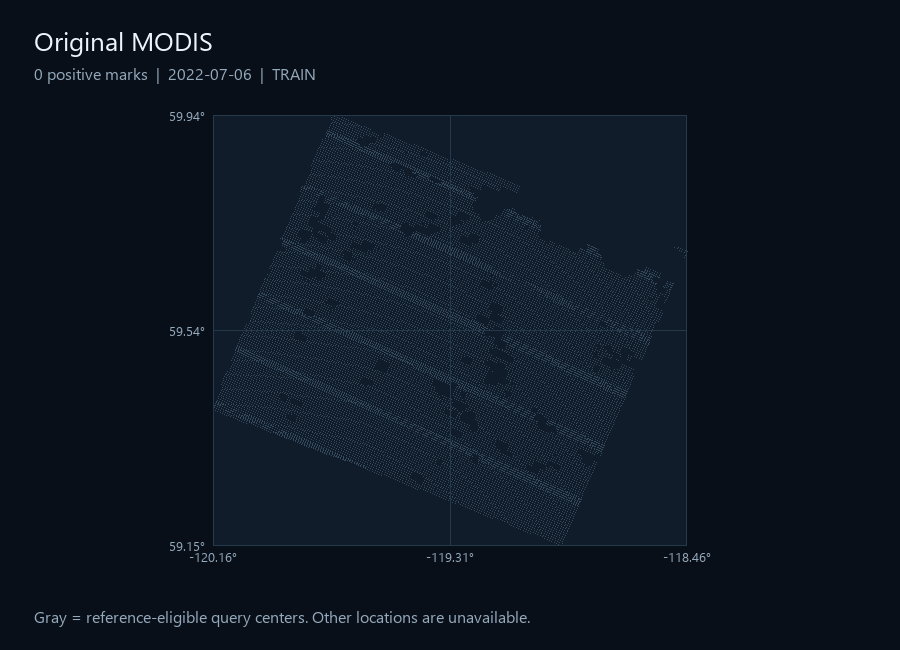 Original MODIS
0 positive marks | 2022-07-06 | TRAIN
59.94°
59.54°
59.15°
-120.16°
-119.31°
-118.46°
Gray = reference-eligible query centers. Other locations are unavailable.